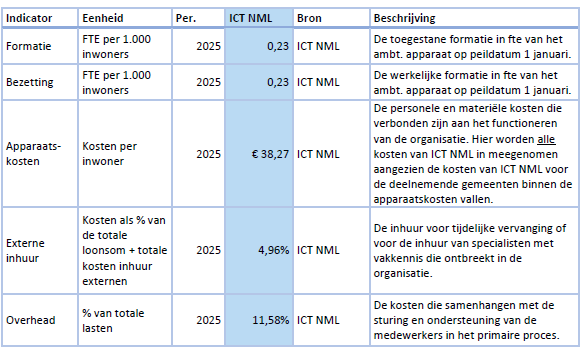 Indicator Eenheid Per. ICT NML Bron Beschrijving
Formatie FTE per 1.000 inwoners 2025 0,23 ICT NML De toegestane formatie in fte van het
ambt. apparaat op peildatum 1 januari.
Bezetting FTE per 1.000 inwoners 2025 0,23 ICT NML De werkelijke formatie in fte van het
ambt. apparaat op peildatum 1 januari.
Apparaats-
kosten
Kosten per
inwoner
2025 € 38,27 ICT NML
De personele en materiële kosten die
verbonden zijn aan het functioneren
van de organisatie. Hier worden alle
kosten van ICT NML in meegenomen
aangezien de kosten van ICT NML voor
de deelnemende gemeenten binnen de
apparaatskosten vallen.
Externe
inhuur
Kosten als % van
de totale
loonsom + totale
kosten inhuur
externen
2025 4,96% ICT NML
De inhuur voor tijdelijke vervanging of
voor de inhuur van specialisten met
vakkennis die ontbreekt in de
organisatie.
Overhead
% van totale
lasten
2025 11,58% ICT NML
De kosten die samenhangen met de
sturing en ondersteuning van de
medewerkers in het primaire proces.